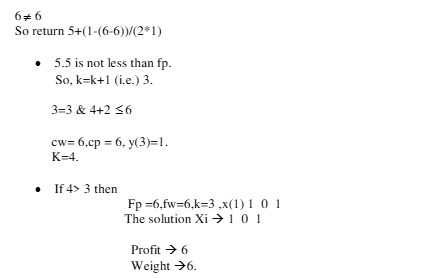 6≠ 6
So return 5+(1-(6-6))/(2*1)
• 5.5 is not less than fp.
So, k=k+1 (i.e.) 3.
3=3 & 4+2 ≤6
cw= 6,cp = 6, y(3)=1.
K=4.
• If 4> 3 then
Fp =6,fw=6,k=3 ,x(1) 1 0 1
The solution Xi → 1 0 1
Profit → 6
Weight →6.